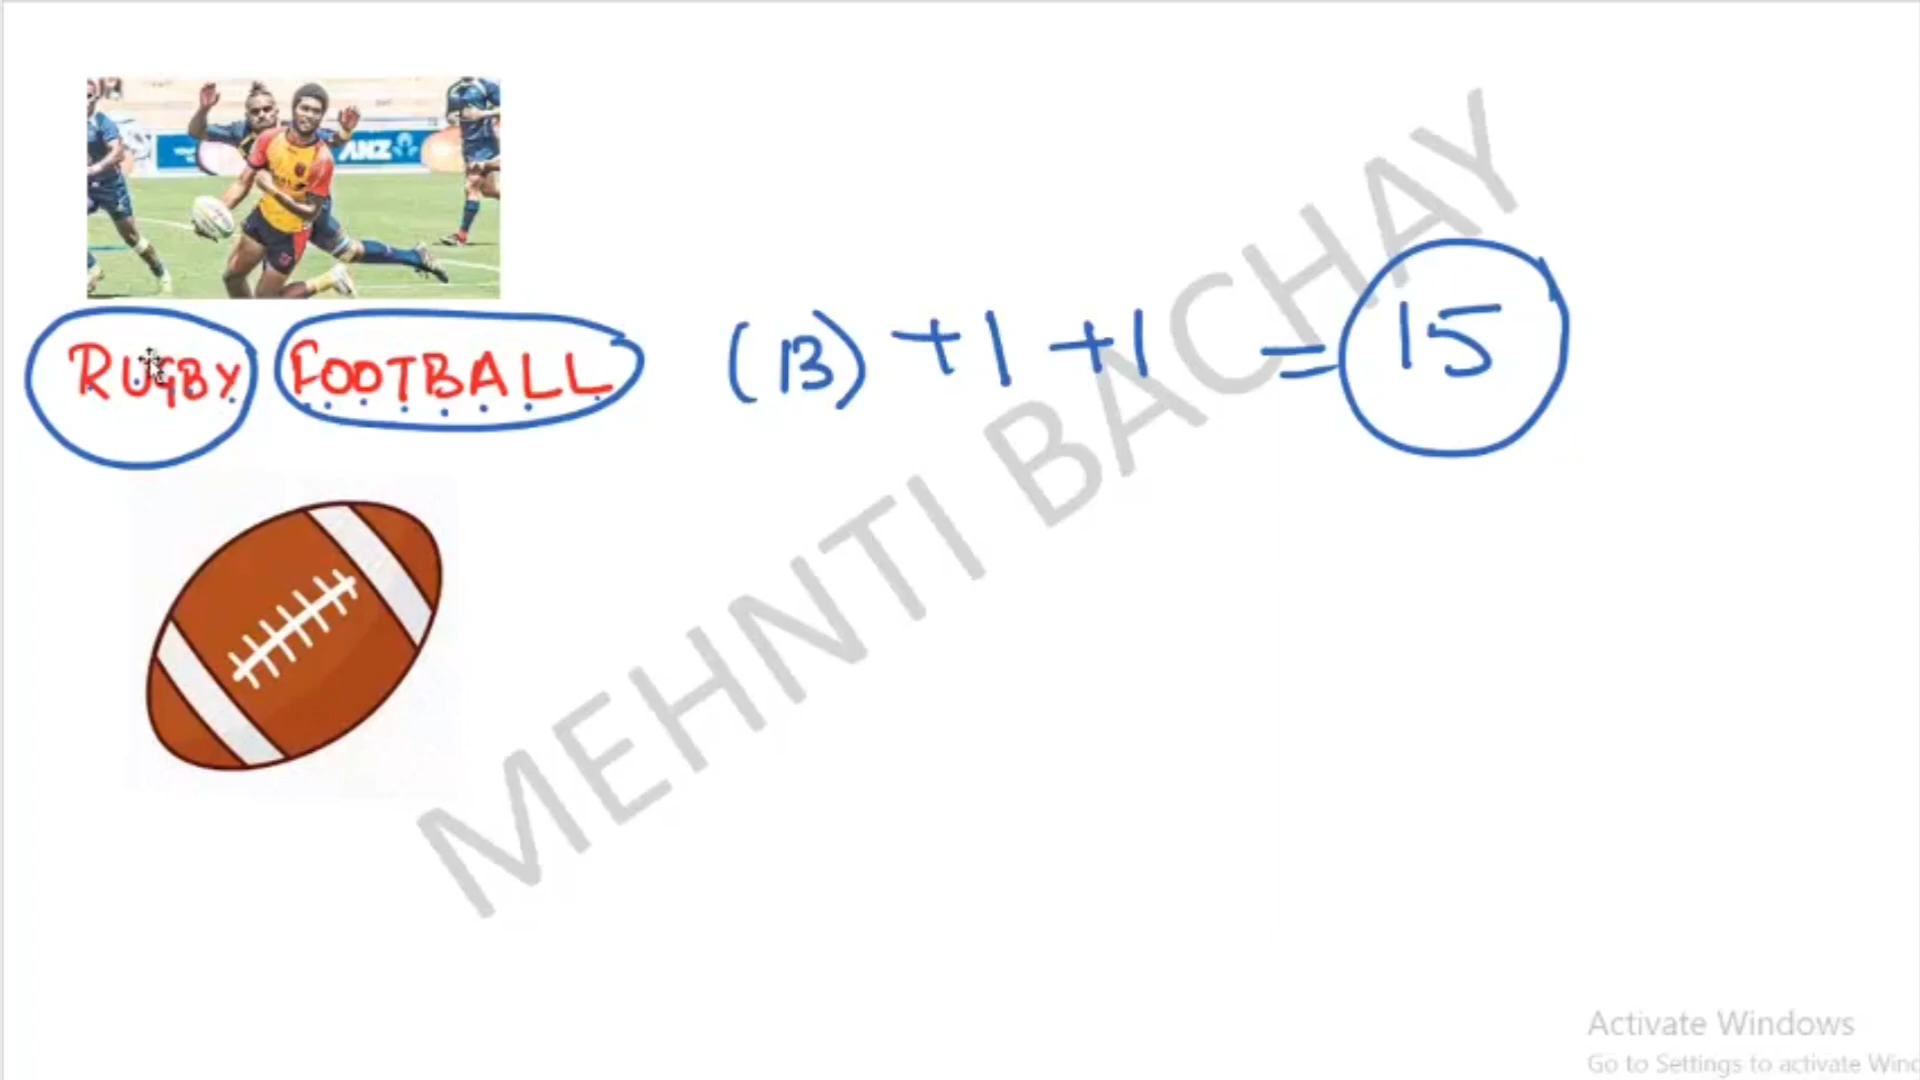 ANZ
RUGBY FOOTBALL (13) +1 +1 = 15
MEHNTI BACHAY
Activate Windows
Go to Settings to activate Wind